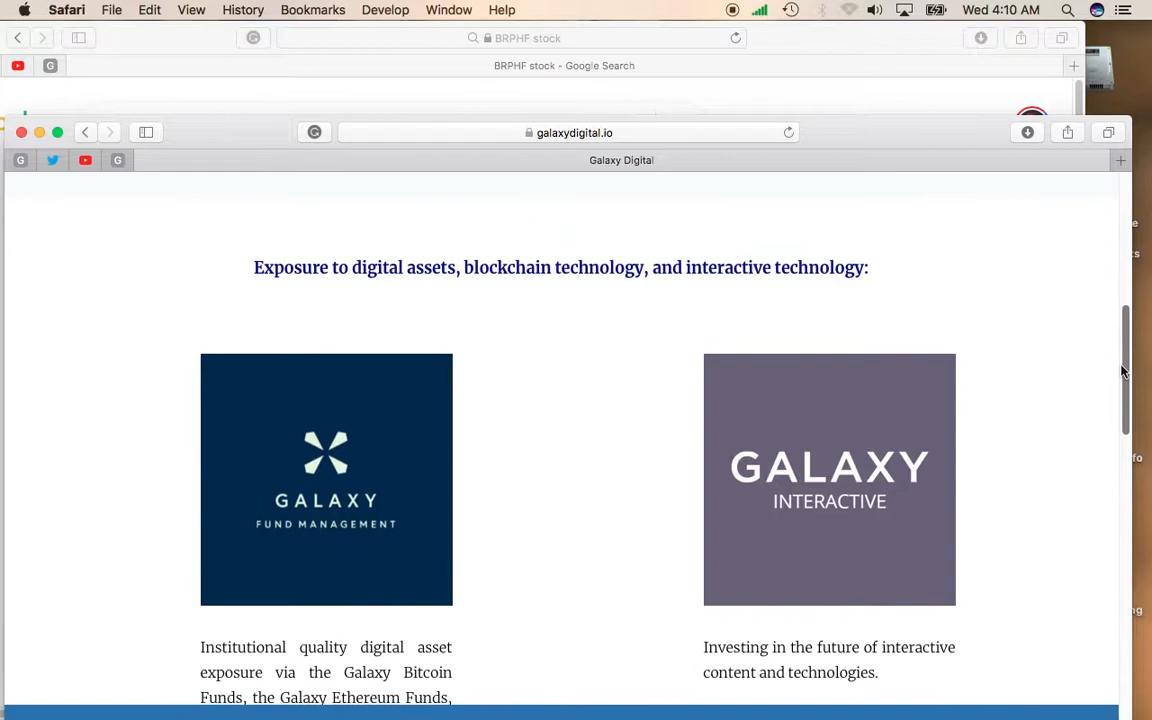 Safari File Edit View History Bookmarks Develop Window Help Wed 4:10 AM
BRPHF stock
G BRPHF stock - Google Search
galaxydigital.io
G G Galaxy Digital
Exposure to digital assets, blockchain technology, and interactive technology:
GALAXY
FUND MANAGEMENT
GALAXY
INTERACTIVE
Institutional quality digital asset
exposure via the Galaxy Bitcoin
Funds, the Galaxy Ethereum Funds,
Investing in the future of interactive
content and technologies.